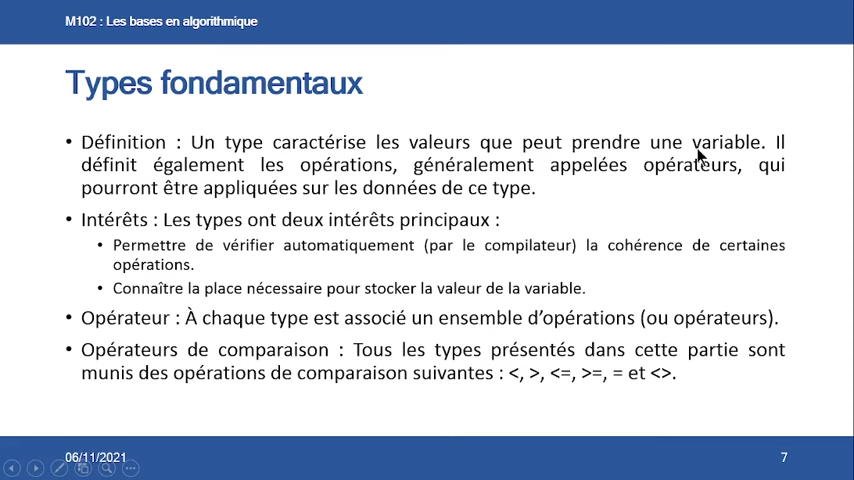 M102 : Les bases en algorithmique
Types fondamentaux
• Définition : Un type caractérise les valeurs que peut prendre une variable. Il
définit également les opérations, généralement appelées opérateurs, qui
pourront être appliquées sur les données de ce type.
• Intérêts : Les types ont deux intérêts principaux :
• Permettre de vérifier automatiquement (par le compilateur) la cohérence de certaines
opérations.
• Connaître la place nécessaire pour stocker la valeur de la variable.
• Opérateur : À chaque type est associé un ensemble d’opérations (ou opérateurs).
• Opérateurs de comparaison : Tous les types présentés dans cette partie sont
munis des opérations de comparaison suivantes : <, >, <=, >=, = et <>.
06/11/2021
7